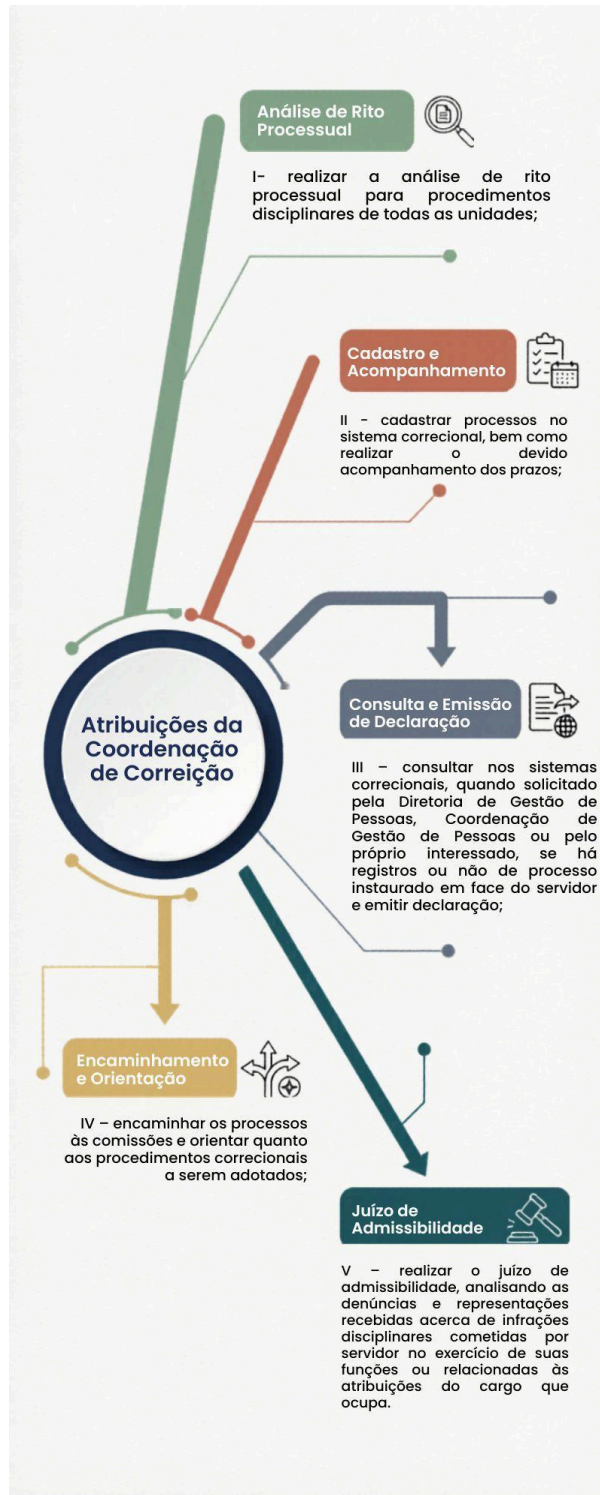 Análise de Rito
Processual
I- realizar a análise de rito
processual para procedimentos
disciplinares de todas as unidades;
Cadastro e
Acompanhamento
II - cadastrar processos no
sistema correcional, bem como
realizar o devido
acompanhamento dos prazos;
Atribuições da
Coordenação
de Correição
Consulta e Emissão
de Declaração
III – consultar nos sistemas
correcionais, quando solicitado
pela Diretoria de Gestão de
Pessoas, Coordenação de
Gestão de Pessoas ou pelo
próprio interessado, se há
registros ou não de processo
instaurado em face do servidor
e emitir declaração;
Encaminhamento
e Orientação
IV – encaminhar os processos
às comissões e orientar quanto
aos procedimentos correcionais
a serem adotados;
Juízo de
Admissibilidade
V – realizar o juízo de
admissibilidade, analisando as
denúncias e representações
recebidas acerca de infrações
disciplinares cometidas por
servidor no exercício de suas
funções ou relacionadas às
atribuições do cargo que
ocupa.